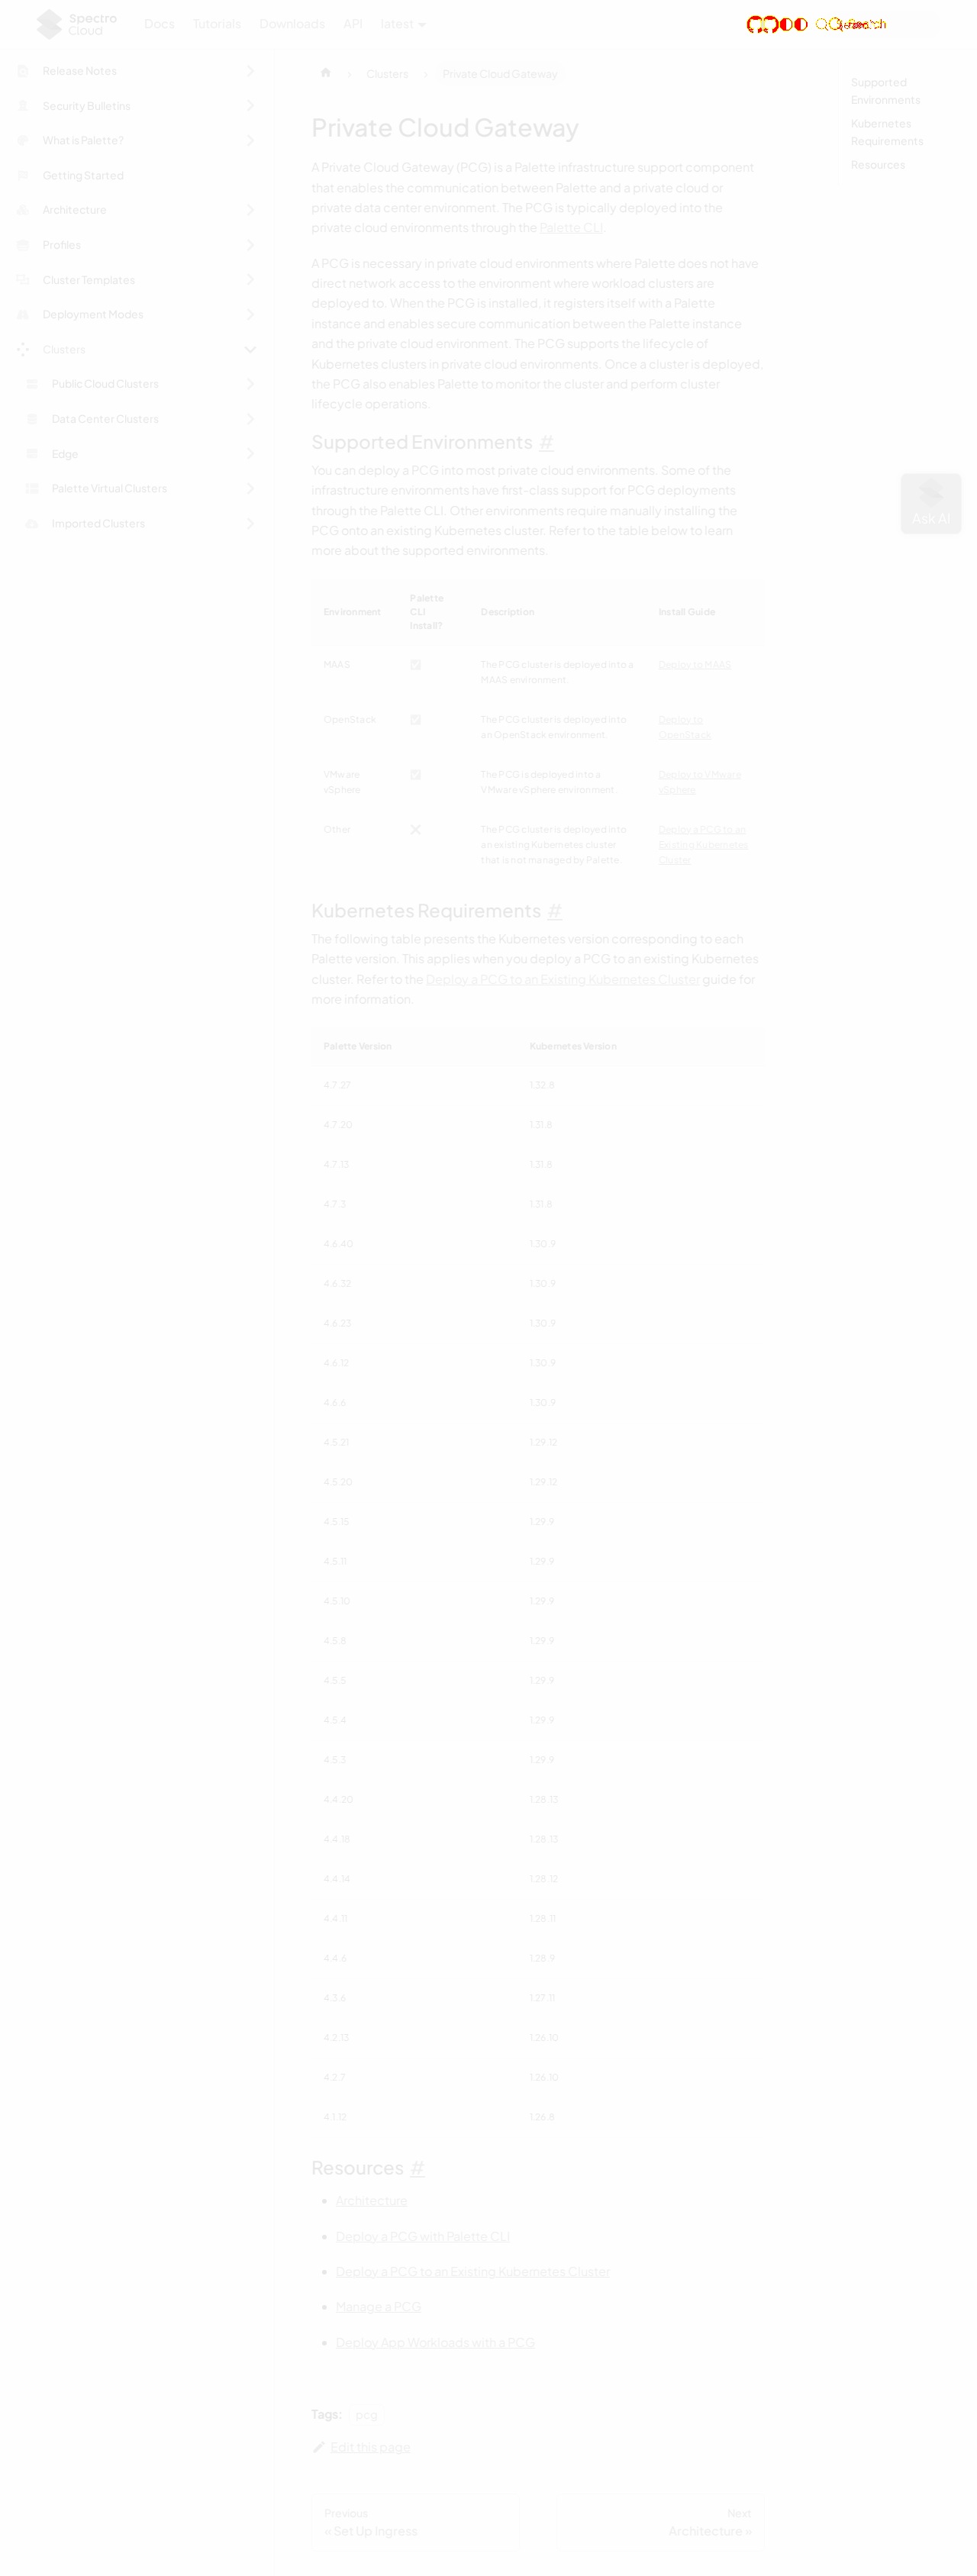 Spectro
Cloud
Docs
Tutorials
Downloads
API
latest
Release Notes
Security Bulletins
What is Palette?
Getting Started
Architecture
Profiles
Cluster Templates
Deployment Modes
Clusters
Public Cloud Clusters
Data Center Clusters
Edge
Palette Virtual Clusters
Imported Clusters
Clusters
Private Cloud Gateway
Private Cloud Gateway
A Private Cloud Gateway (PCG) is a Palette infrastructure support component
that enables the communication between Palette and a private cloud or
private data center environment. The PCG is typically deployed into the
private cloud environments through the Palette CLI.
A PCG is necessary in private cloud environments where Palette does not have
direct network access to the environment where workload clusters are
deployed to. When the PCG is installed, it registers itself with a Palette
instance and enables secure communication between the Palette instance
and the private cloud environment. The PCG supports the lifecycle of
Kubernetes clusters in private cloud environments. Once a cluster is deployed,
the PCG also enables Palette to monitor the cluster and perform cluster
lifecycle operations.
Supported Environments #
You can deploy a PCG into most private cloud environments. Some of the
infrastructure environments have first-class support for PCG deployments
through the Palette CLI. Other environments require manually installing the
PCG onto an existing Kubernetes cluster. Refer to the table below to learn
more about the supported environments.
Environment
Palette
CLI
Install?
Description
Install Guide
MAAS
The PCG cluster is deployed into a
MAAS environment.
Deploy to MAAS
OpenStack
The PCG cluster is deployed into
an OpenStack environment.
Deploy to
OpenStack
VMware
vSphere
The PCG is deployed into a
VMware vSphere environment.
Deploy to VMware
vSphere
Other
The PCG cluster is deployed into
an existing Kubernetes cluster
that is not managed by Palette.
Deploy a PCG to an
Existing Kubernetes
Cluster
Kubernetes Requirements #
The following table presents the Kubernetes version corresponding to each
Palette version. This applies when you deploy a PCG to an existing Kubernetes
cluster. Refer to the Deploy a PCG to an Existing Kubernetes Cluster guide for
more information.
Palette Version Kubernetes Version
4.7.27 1.32.8
4.7.20 1.31.8
4.7.13 1.31.8
4.7.3 1.31.8
4.6.40 1.30.9
4.6.32 1.30.9
4.6.23 1.30.9
4.6.12 1.30.9
4.6.6 1.30.9
4.5.21 1.29.12
4.5.20 1.29.12
4.5.15 1.29.9
4.5.11 1.29.9
4.5.10 1.29.9
4.5.8 1.29.9
4.5.5 1.29.9
4.5.4 1.29.9
4.5.3 1.29.9
4.4.20 1.28.13
4.4.18 1.28.13
4.4.14 1.28.12
4.4.11 1.28.11
4.4.6 1.28.9
4.3.6 1.27.11
4.2.13 1.26.10
4.2.7 1.26.10
4.1.12 1.26.8
Resources #
Architecture
Deploy a PCG with Palette CLI
Deploy a PCG to an Existing Kubernetes Cluster
Manage a PCG
Deploy App Workloads with a PCG
Tags: pcg
Edit this page
Previous
« Set Up Ingress
Next
Architecture »
Supported
Environments
Kubernetes
Requirements
Resources
Ask AI